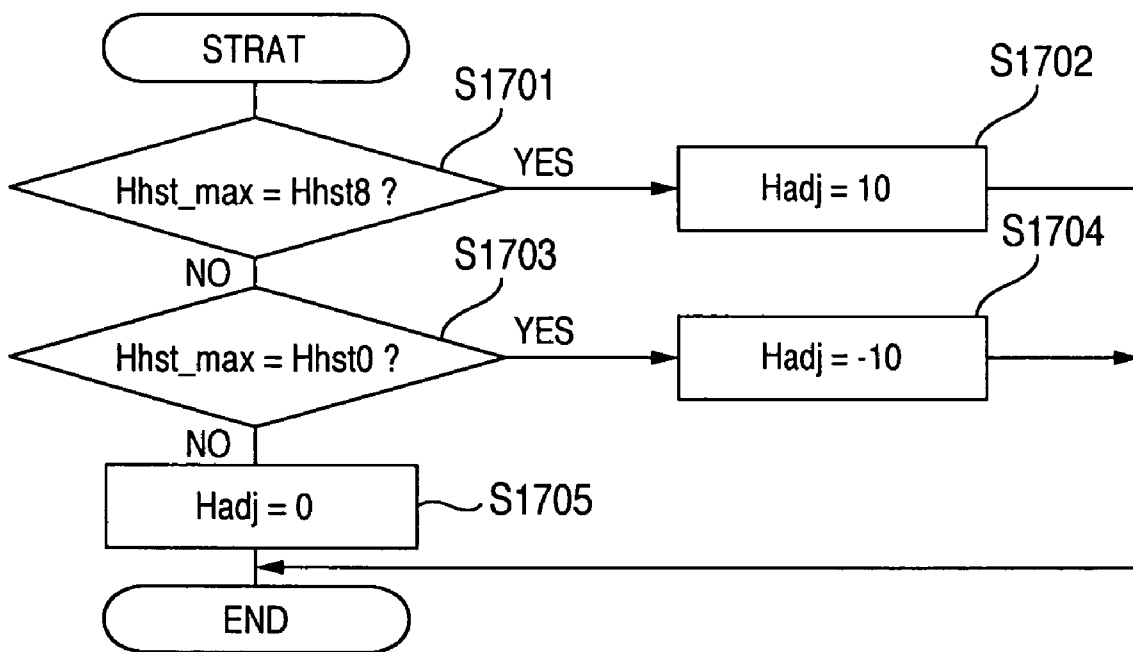 STRAT
S1701
S1702
Hhst_max = Hhst8 ?
YES
Hadj = 10
NO
S1703
S1704
Hhst_max = Hhst0 ?
YES
Hadj = -10
NO
Hadj = 0
S1705
END